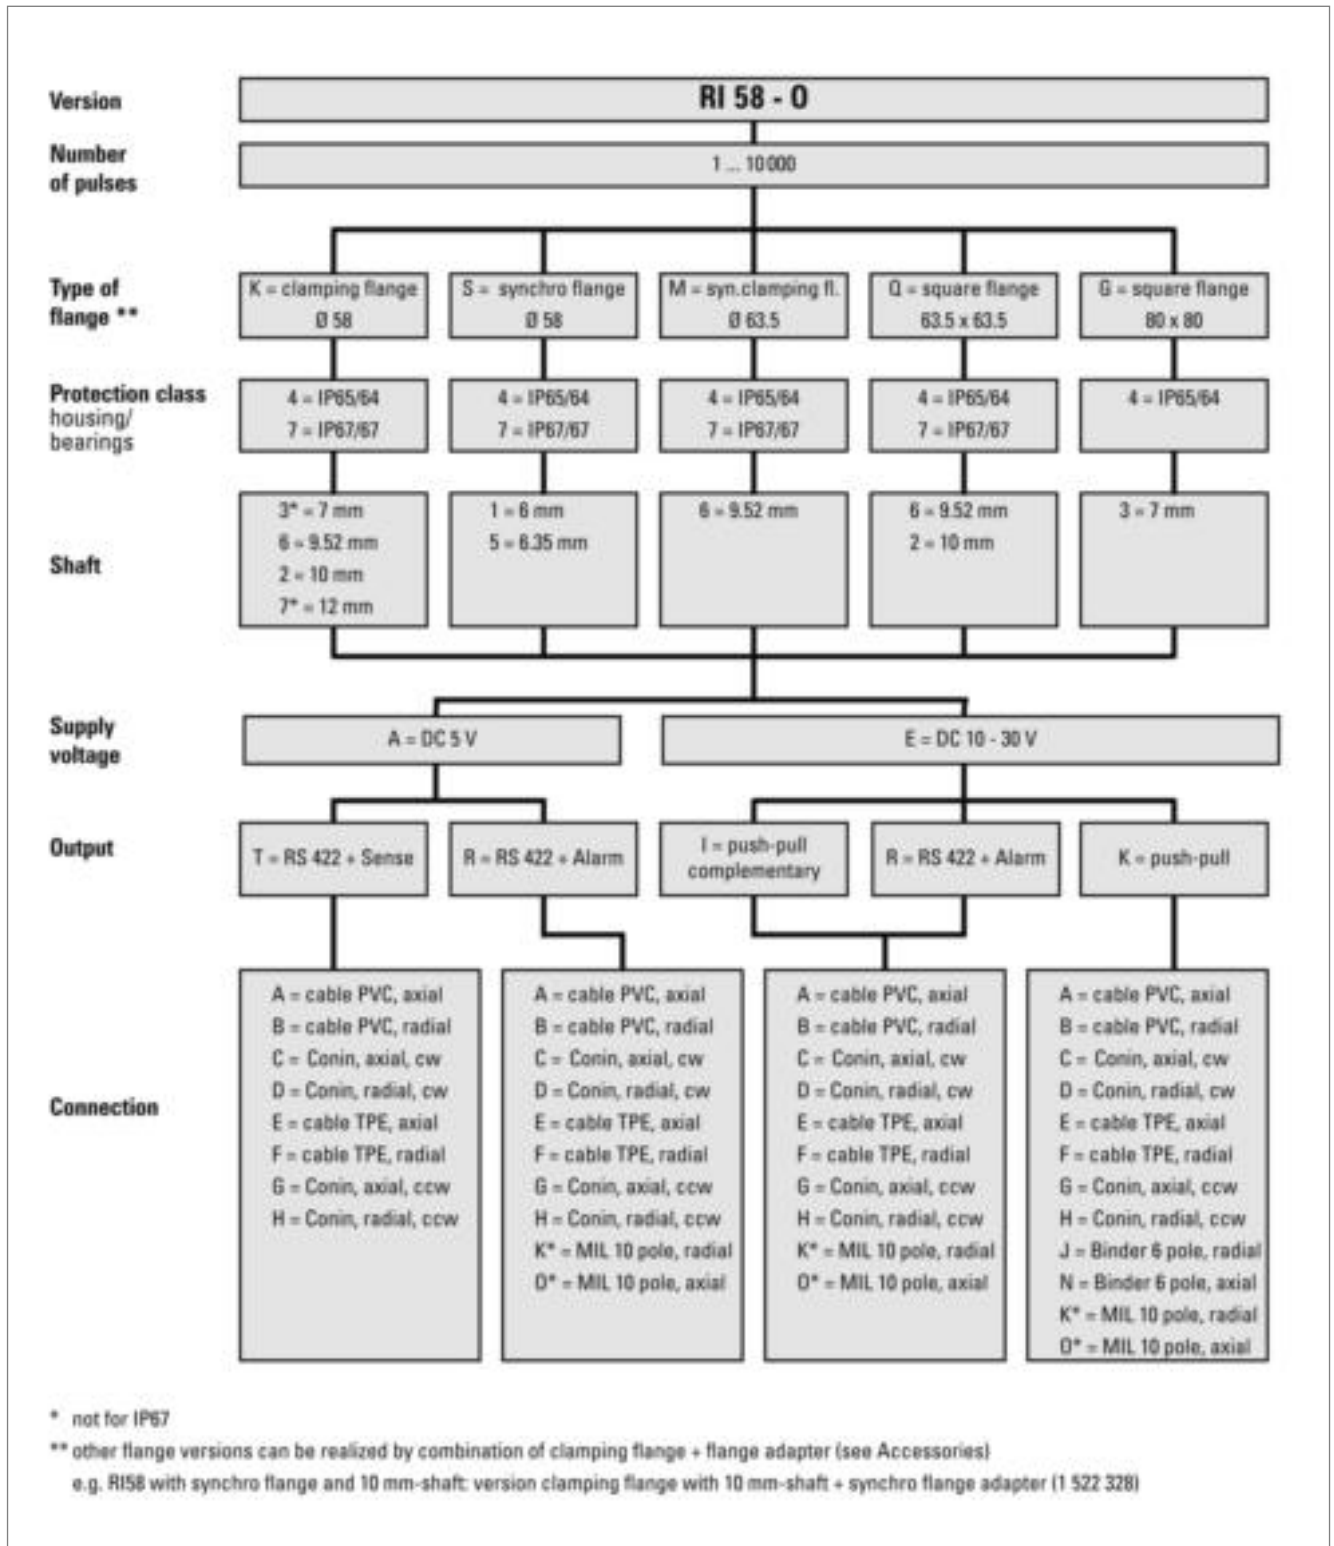 Version
RI 58 - O
Number
of pulses
1 ... 10 000
Type of
flange **
K = clamping flange
Ø 58
S = synchro flange
Ø 58
M = syn.clamping fl.
Ø 63.5
Q = square flange
63.5 x 63.5
G = square flange
80 x 80
Protection class
housing/
bearings
4 = IP65/64
7 = IP67/67
4 = IP65/64
7 = IP67/67
4 = IP65/64
7 = IP67/67
4 = IP65/64
7 = IP67/67
4 = IP65/64
Shaft
3* = 7 mm
6 = 9.52 mm
2 = 10 mm
7* = 12 mm
1 = 6 mm
5 = 6.35 mm
6 = 9.52 mm
6 = 9.52 mm
2 = 10 mm
3 = 7 mm
Supply
voltage
A = DC 5 V
E = DC 10 - 30 V
Output
T = RS 422 + Sense
R = RS 422 + Alarm
I = push-pull
complementary
R = RS 422 + Alarm
K = push-pull
Connection
A = cable PVC, axial
B = cable PVC, radial
C = Conin, axial, cw
D = Conin, radial, cw
E = cable TPE, axial
F = cable TPE, radial
G = Conin, axial, ccw
H = Conin, radial, ccw
A = cable PVC, axial
B = cable PVC, radial
C = Conin, axial, cw
D = Conin, radial, cw
E = cable TPE, axial
F = cable TPE, radial
G = Conin, axial, ccw
H = Conin, radial, ccw
K* = MIL 10 pole, radial
O* = MIL 10 pole, axial
A = cable PVC, axial
B = cable PVC, radial
C = Conin, axial, cw
D = Conin, radial, cw
E = cable TPE, axial
F = cable TPE, radial
G = Conin, axial, ccw
H = Conin, radial, ccw
K* = MIL 10 pole, radial
O* = MIL 10 pole, axial
A = cable PVC, axial
B = cable PVC, radial
C = Conin, axial, cw
D = Conin, radial, cw
E = cable TPE, axial
F = cable TPE, radial
G = Conin, axial, ccw
H = Conin, radial, ccw
J = Binder 6 pole, radial
N = Binder 6 pole, axial
K* = MIL 10 pole, radial
O* = MIL 10 pole, axial
* not for IP67
** other flange versions can be realized by combination of clamping flange + flange adapter (see Accessories)
e.g. RI58 with synchro flange and 10 mm-shaft: version clamping flange with 10 mm-shaft + synchro flange adapter (1 522 328)